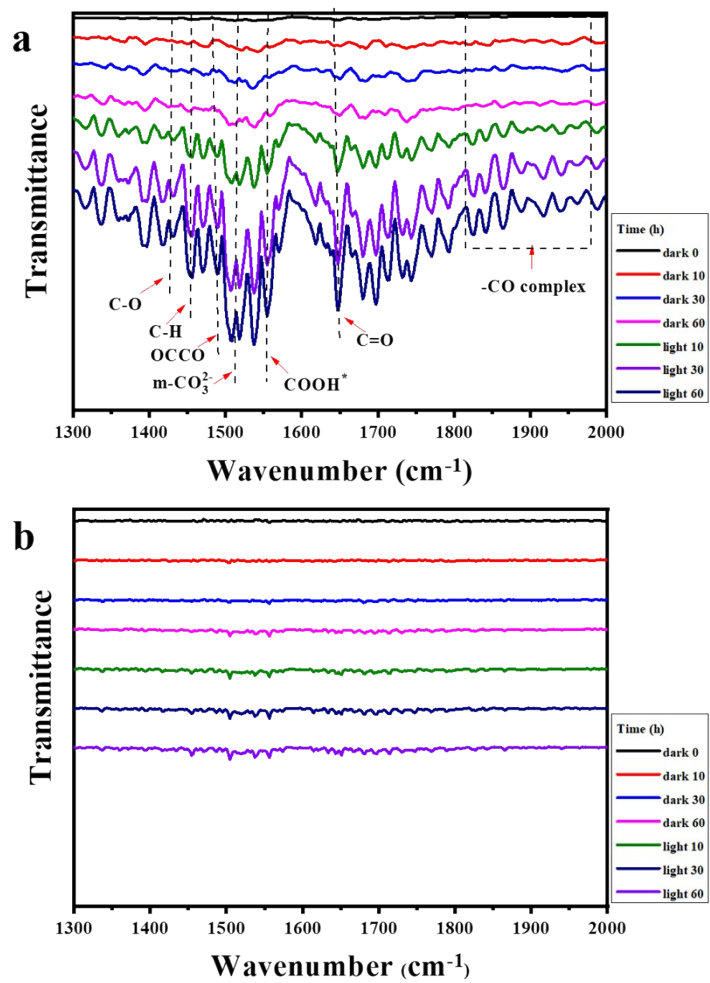 a
Transmittance
C-O
C-H
OCCO
m-CO₃²⁻
COOH*
C=O
-CO complex
Time (h)
dark 0
dark 10
dark 30
dark 60
light 10
light 30
light 60
1300 1400 1500 1600 1700 1800 1900 2000
Wavenumber (cm⁻¹)
b
Transmittance
Time (h)
dark 0
dark 10
dark 30
dark 60
light 10
light 30
light 60
1300 1400 1500 1600 1700 1800 1900 2000
Wavenumber (cm⁻¹)